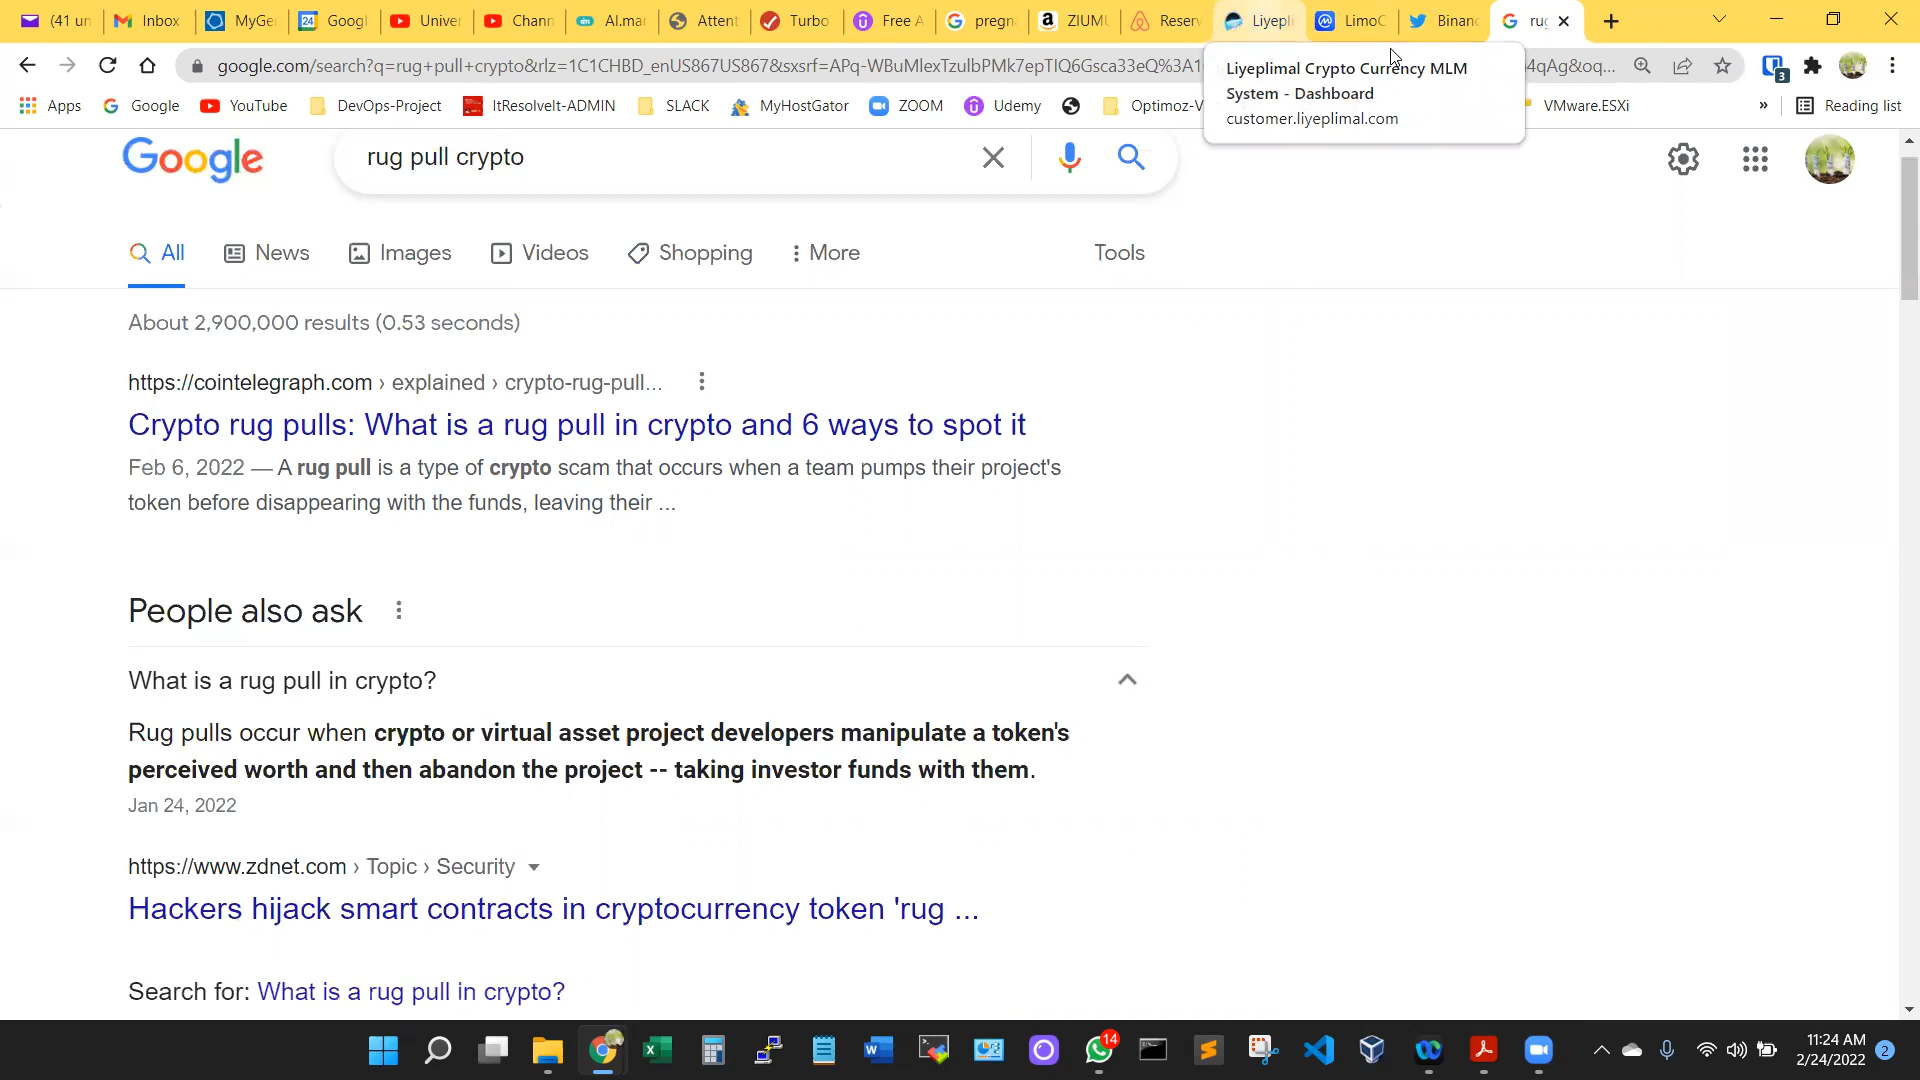 (41 un
Inbox
MyGer
24
Googl
Univer
Chann
AI.mar
Attent
Turbo
Free A
pregn
ZIUMU
Reserv
Liyepli
LimoC
Binanc
rug
google.com/search?q=rug+pull+crypto&rlz=1C1CHBD_enUS867US867&sxsrf=APq-WBuMlexTzulbPMk7epTIQ6Gsca33eQ%3A1
4qAg&oq...
3
Liyeplimal Crypto Currency MLM
System - Dashboard
customer.liyeplimal.com
Apps
Google
YouTube
DevOps-Project
ItResolveIt-ADMIN
SLACK
MyHostGator
ZOOM
Udemy
Optimoz-V
VMware.ESXi
»
Reading list
Google
rug pull crypto
All
News
Images
Videos
Shopping
More
Tools
About 2,900,000 results (0.53 seconds)
https://cointelegraph.com › explained › crypto-rug-pull...
Crypto rug pulls: What is a rug pull in crypto and 6 ways to spot it
Feb 6, 2022 — A rug pull is a type of crypto scam that occurs when a team pumps their project's
token before disappearing with the funds, leaving their ...
People also ask
What is a rug pull in crypto?
Rug pulls occur when crypto or virtual asset project developers manipulate a token's
perceived worth and then abandon the project -- taking investor funds with them.
Jan 24, 2022
https://www.zdnet.com › Topic › Security
Hackers hijack smart contracts in cryptocurrency token 'rug ...
Search for: What is a rug pull in crypto?
14
11:24 AM
2/24/2022
2